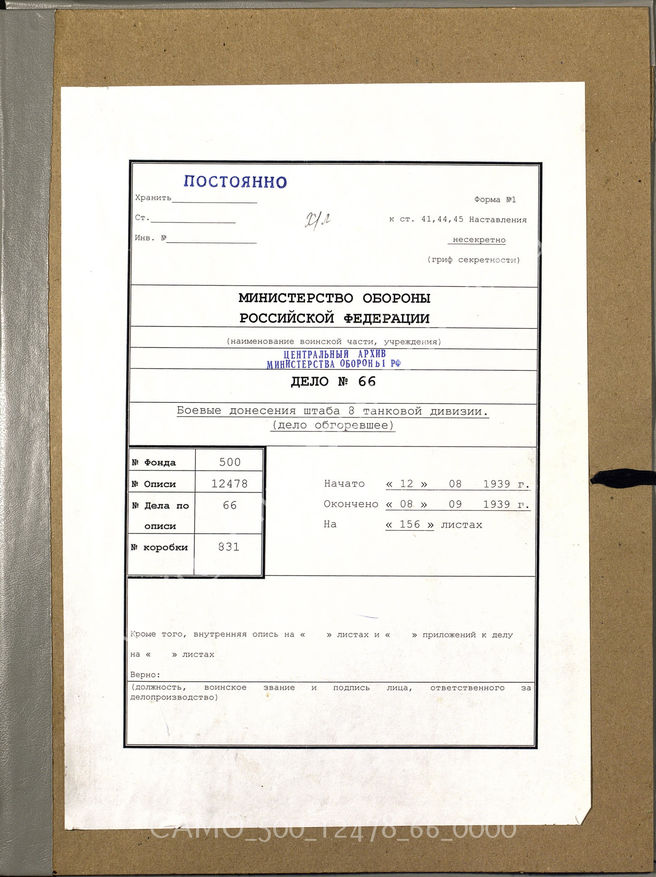 ПОСТОЯННО
Хранить
Форма №1
Ст.
к ст. 41,44,45 Наставления
Инв. №
несекретно
(гриф секретности)
МИНИСТЕРСТВО ОБОРОНЫ
РОССИЙСКОЙ ФЕДЕРАЦИИ
(наименование воинской части, учреждения)
ЦЕНТРАЛЬНЫЙ АРХИВ
МИНИСТЕРСТВА ОБОРОНЫ РФ
ДЕЛО № 66
Боевые донесения штаба 8 танковой дивизии.
(дело обгоревшее)
№ Фонда 500
№ Описи 12478
№ Дела по описи 66
№ коробки 831
Начато « 12 » 08 1939 г.
Окончено « 08 » 09 1939 г.
На « 156 » листах
Кроме того, внутренняя опись на « » листах и « » приложений к делу
на « » листах
Верно:
(должность, воинское звание и подпись лица, ответственного за
делопроизводство)
CAMO_500_12478_66_0000